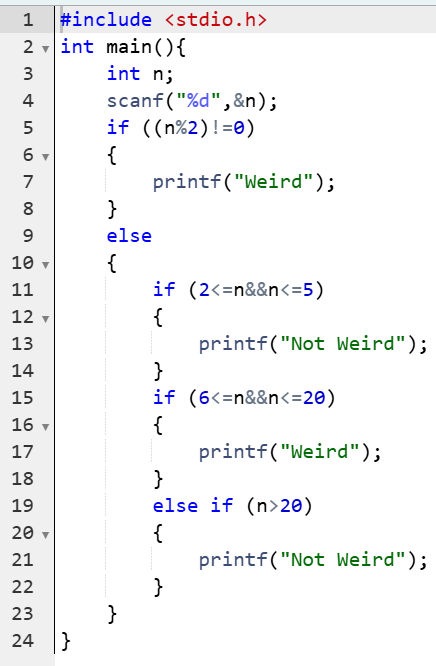 1 #include <stdio.h>
2 int main(){
3     int n;
4     scanf("%d",&n);
5     if ((n%2)!=0)
6     {
7         printf("Weird");
8     }
9     else
10     {
11         if (2<=n&&n<=5)
12         {
13             printf("Not Weird");
14         }
15         if (6<=n&&n<=20)
16         {
17             printf("Weird");
18         }
19         else if (n>20)
20         {
21             printf("Not Weird");
22         }
23     }
24 }